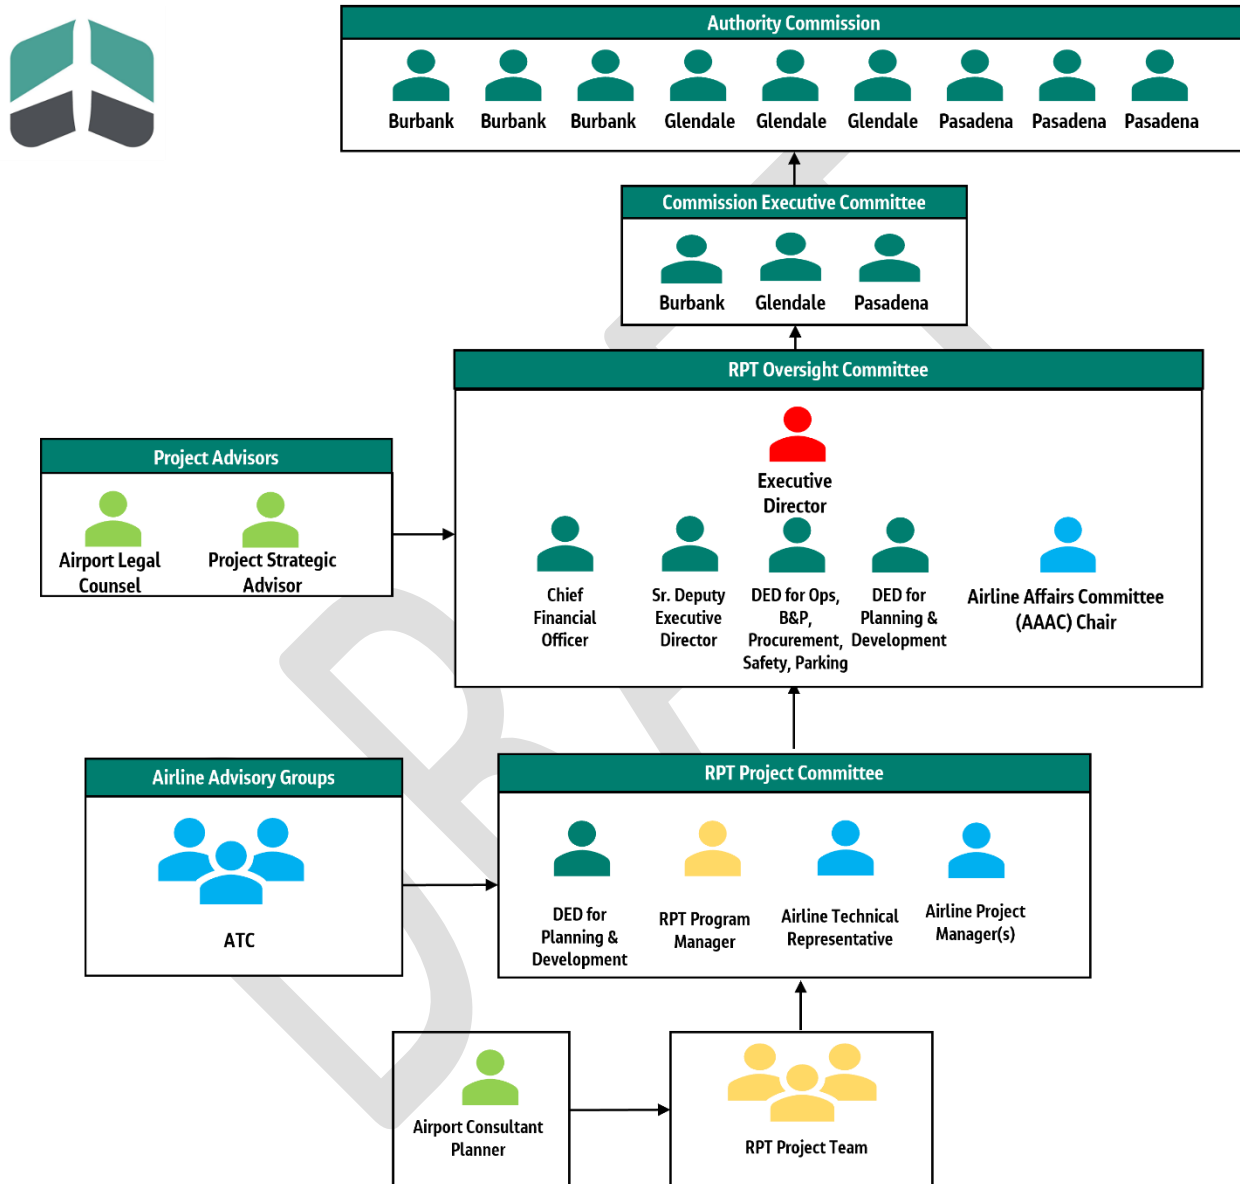 Authority Commission
Burbank Burbank Burbank Glendale Glendale Glendale Pasadena Pasadena Pasadena
Commission Executive Committee
Burbank Glendale Pasadena
RPT Oversight Committee
Executive
Director
Project Advisors
Airport Legal
Counsel
Project Strategic
Advisor
Chief
Financial
Officer
Sr. Deputy
Executive
Director
DED for Ops,
B&P,
Procurement,
Safety, Parking
DED for
Planning &
Development
Airline Affairs Committee
(AAAC) Chair
Airline Advisory Groups
ATC
RPT Project Committee
DED for
Planning &
Development
RPT Program
Manager
Airline Technical
Representative
Airline Project
Manager(s)
Airport Consultant
Planner
RPT Project Team
DRAFT